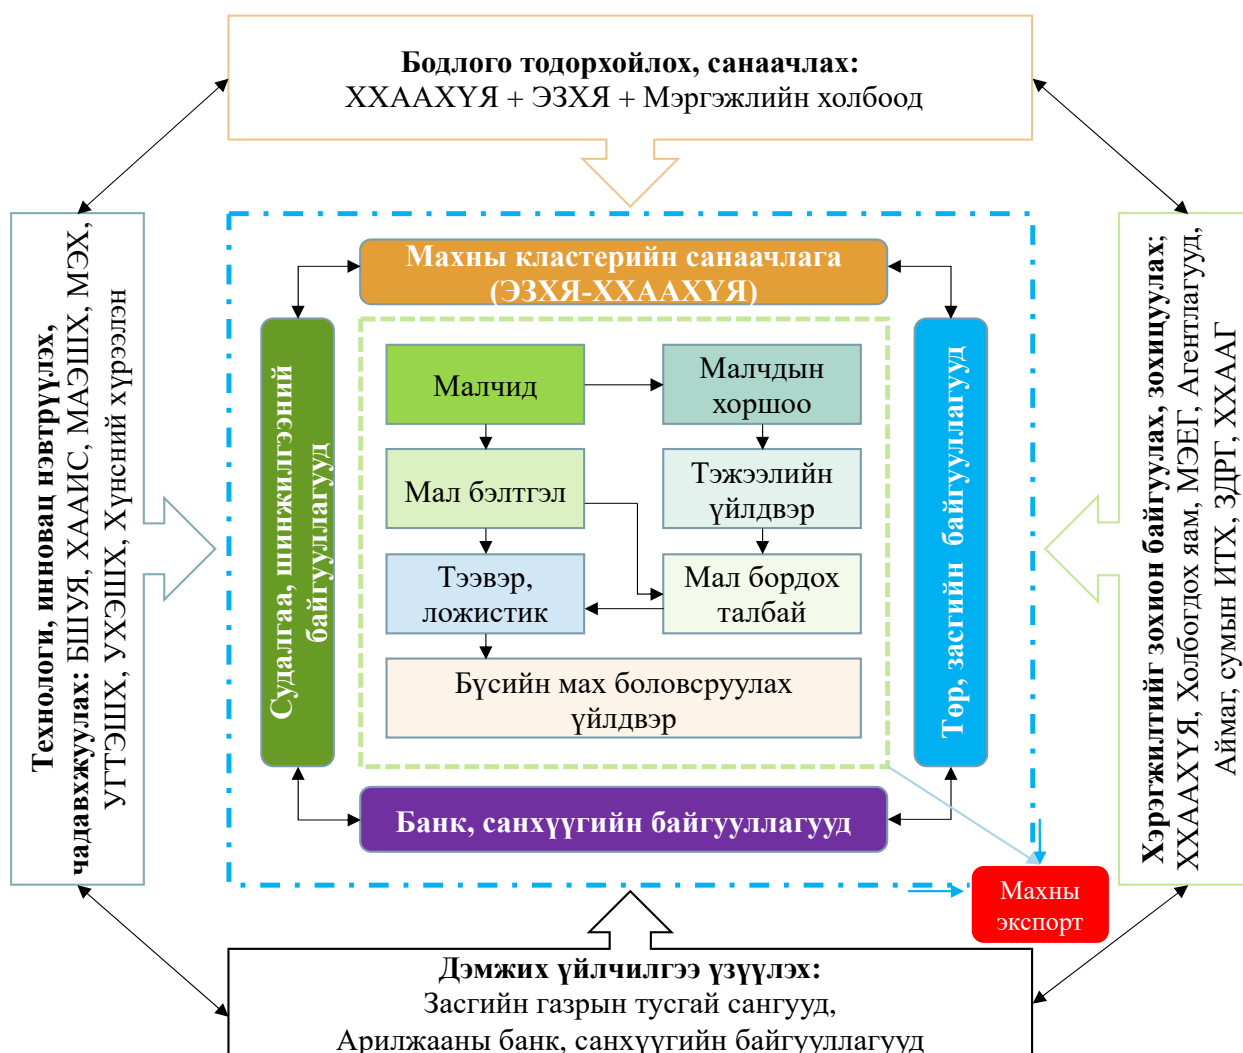 Бодлого тодорхойлох, санаачлах:
ХХААХҮЯ + ЭЗХЯ + Мэргэжлийн холбоод
Технологи, инновац нэвтрүүлэх,
чадавхжуулах: БШУЯ, ХААИС, МАЭШХ, МЭХ,
УГТЭШХ, УХЭШХ, Хүнсний хүрээлэн
Махны кластерийн санаачлага
(ЭЗХЯ-ХХААХҮЯ)
Судалгаа, шинжилгээний
байгууллагууд
Малчид
Малчдын
хоршоо
Мал бэлтгэл
Тэжээлийн
үйлдвэр
Тээвэр,
ложистик
Мал бордох
талбай
Бүсийн мах боловсруулах
үйлдвэр
Төр, засгийн байгууллагууд
Банк, санхүүгийн байгууллагууд
Хэрэгжилтийг зохион байгуулах, зохицуулах;
ХХААХҮЯ, Холбогдох яам, МЭЕГ, Агентлагууд,
Аймаг, сумын ИТХ, ЗДРГ, ХХААГ
Махны
экспорт
Дэмжих үйлчилгээ үзүүлэх:
Засгийн газрын тусгай сангууд,
Арилжааны банк, санхүүгийн байгууллагууд